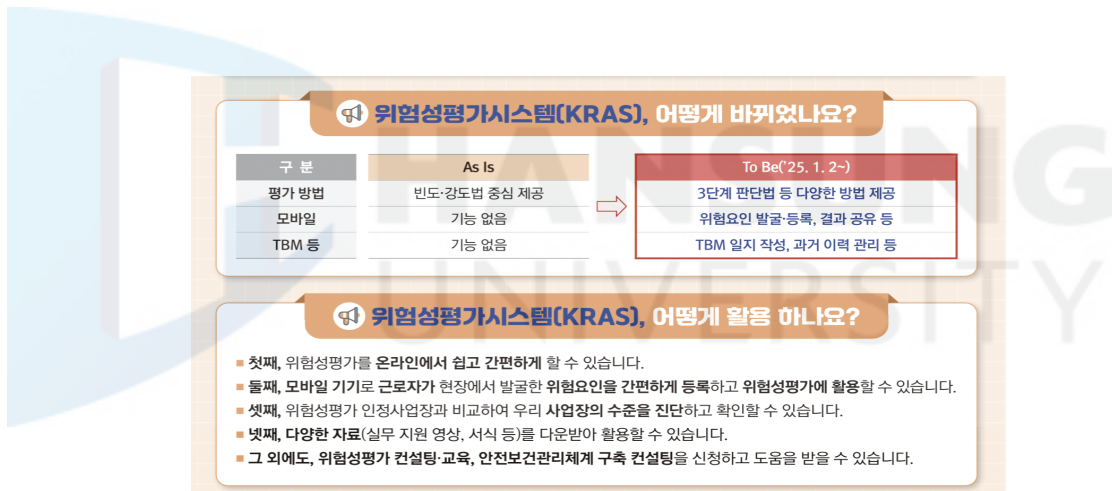 위험성평가시스템(KRAS), 어떻게 바뀌었나요?
구 분 As Is To Be('25. 1. 2~)
평가 방법 빈도·강도법 중심 제공 3단계 판단법 등 다양한 방법 제공
모바일 기능 없음 위험요인 발굴·등록, 결과 공유 등
TBM 등 기능 없음 TBM 일지 작성, 과거 이력 관리 등
위험성평가시스템(KRAS), 어떻게 활용 하나요?
첫째, 위험성평가를 온라인에서 쉽고 간편하게 할 수 있습니다.
둘째, 모바일 기기로 근로자가 현장에서 발굴한 위험요인을 간편하게 등록하고 위험성평가에 활용할 수 있습니다.
셋째, 위험성평가 인정사업장과 비교하여 우리 사업장의 수준을 진단하고 확인할 수 있습니다.
넷째, 다양한 자료(실무 지원 영상, 서식 등)를 다운받아 활용할 수 있습니다.
그 외에도, 위험성평가 컨설팅·교육, 안전보건관리체계 구축 컨설팅을 신청하고 도움을 받을 수 있습니다.
HANSUNG
UNIVERSITY